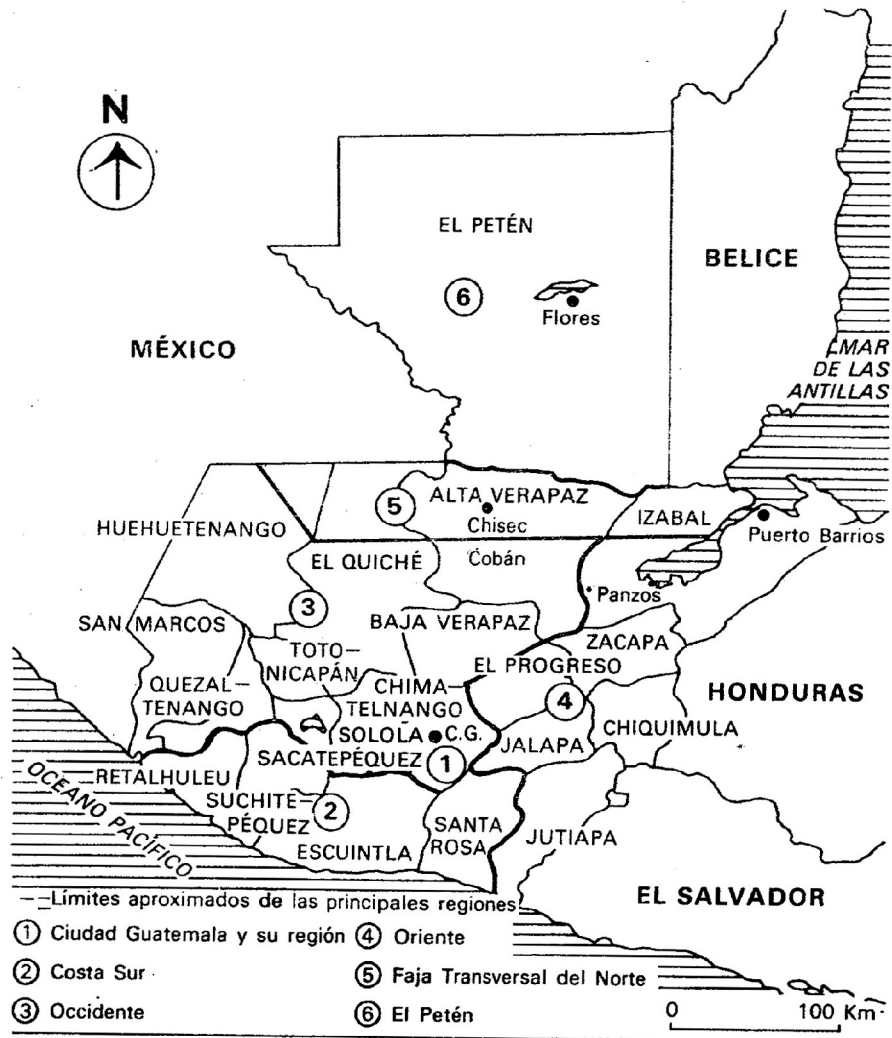 N
EL PETÉN
BELICE
6
Flores
MÉXICO
MAR
DE LAS
ANTILLAS
5
ALTA VERAPAZ
Chisec
IZABAL
Puerto Barrios
HUEHUETENANGO
EL QUICHÉ
Cobán
Panzos
3
SAN MARCOS
BAJA VERAPAZ
ZACAPA
TOTO-
NICAPÁN
EL PROGRESO
QUEZAL-
TENANGO
CHIMA-
TELNANGO
4
HONDURAS
SOLOLA
C.G.
JALAPA
CHIQUIMULA
SACATEPÉQUEZ
1
RETALHULEU
SUCHITE-
PÉQUEZ
2
SANTA
ROSA
JUTIAPA
ESCUINTLA
OCEANO PACÍFICO
EL SALVADOR
Límites aproximados de las principales regiones
1 Ciudad Guatemala y su región
4 Oriente
2 Costa Sur
5 Faja Transversal del Norte
3 Occidente
6 El Petén
0 100 Km